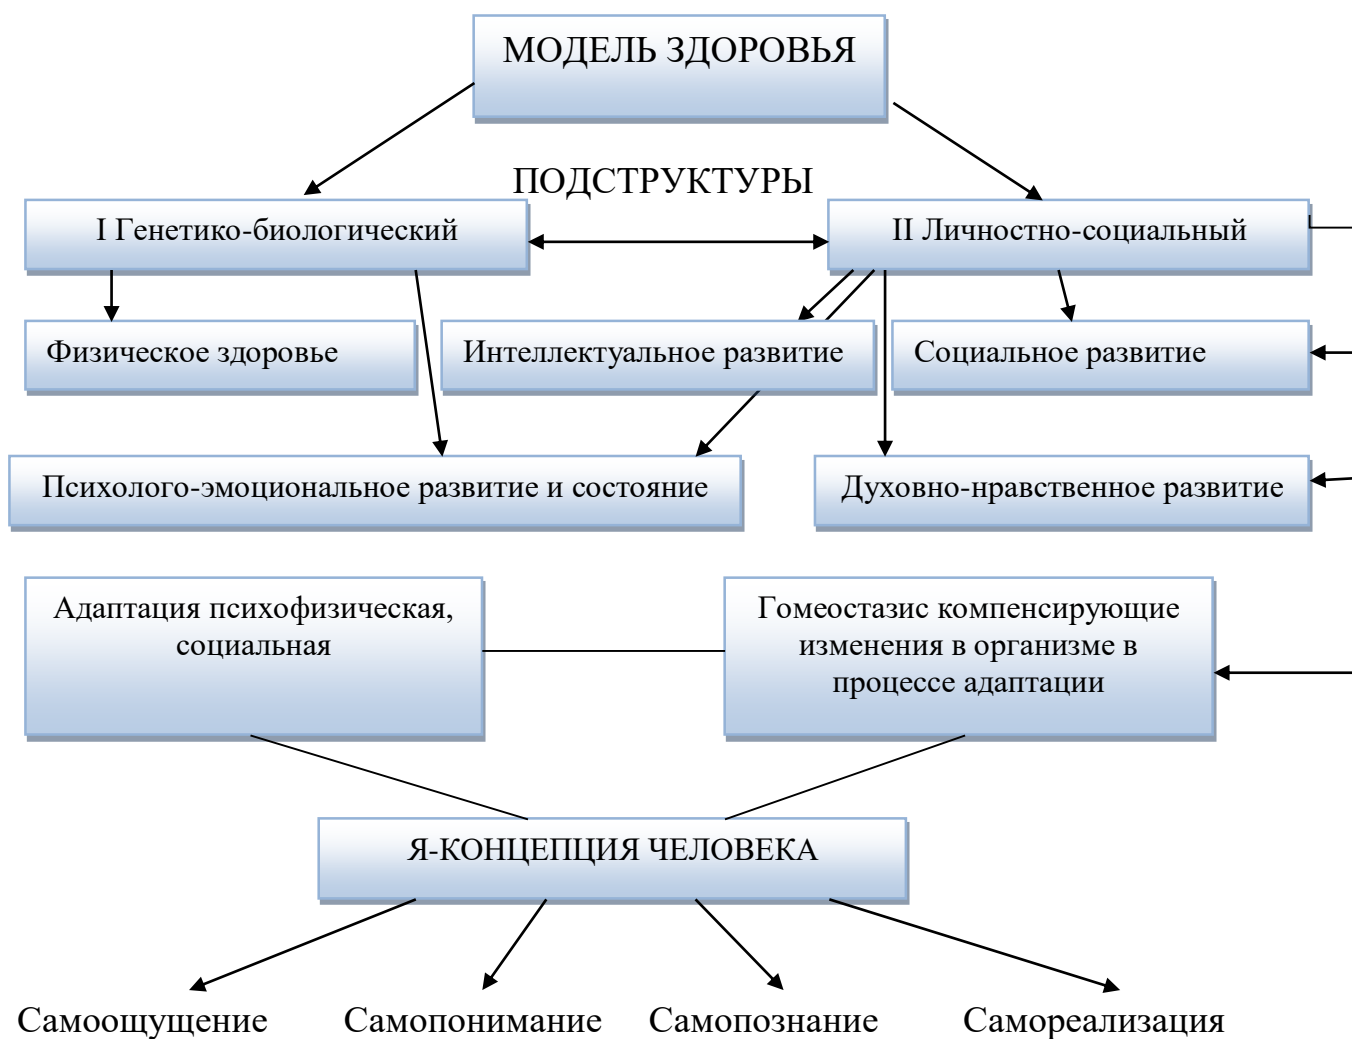 МОДЕЛЬ ЗДОРОВЬЯ
ПОДСТРУКТУРЫ
I Генетико-биологический
II Личностно-социальный
Физическое здоровье
Интеллектуальное развитие
Социальное развитие
Психолого-эмоциональное развитие и состояние
Духовно-нравственное развитие
Адаптация психофизическая,
социальная
Гомеостазис компенсирующие
изменения в организме в
процессе адаптации
Я-КОНЦЕПЦИЯ ЧЕЛОВЕКА
Самоощущение
Самопонимание
Самопознание
Самореализация